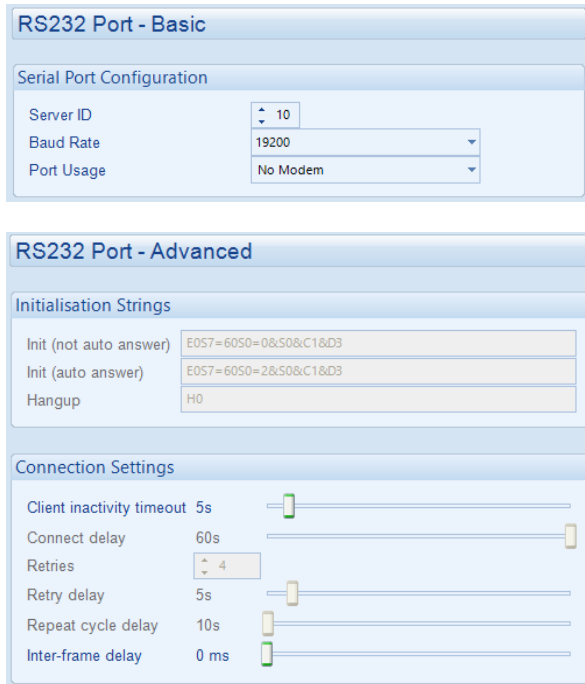 RS232 Port - Basic
Serial Port Configuration
Server ID 10
Baud Rate 19200
Port Usage No Modem
RS232 Port - Advanced
Initialisation Strings
Init (not auto answer) E0S7=60S0=0&S0&C1&D3
Init (auto answer) E0S7=60S0=2&S0&C1&D3
Hangup H0
Connection Settings
Client inactivity timeout 5s
Connect delay 60s
Retries 4
Retry delay 5s
Repeat cycle delay 10s
Inter-frame delay 0 ms